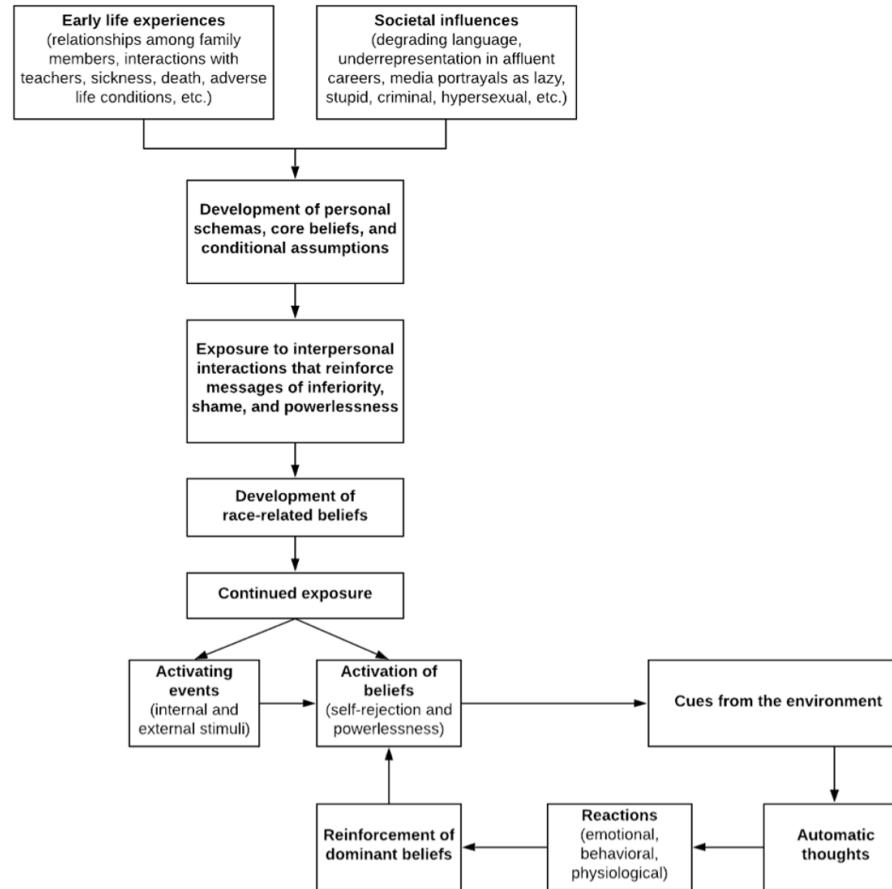 Early life experiences
(relationships among family
members, interactions with
teachers, sickness, death, adverse
life conditions, etc.)
Societal influences
(degrading language,
underrepresentation in affluent
careers, media portrayals as lazy,
stupid, criminal, hypersexual, etc.)
Development of personal
schemas, core beliefs, and
conditional assumptions
Exposure to interpersonal
interactions that reinforce
messages of inferiority,
shame, and powerlessness
Development of
race-related beliefs
Continued exposure
Activating
events
(internal and
external stimuli)
Activation of
beliefs
(self-rejection and
powerlessness)
Cues from the environment
Reinforcement of
dominant beliefs
Reactions
(emotional,
behavioral,
physiological)
Automatic
thoughts